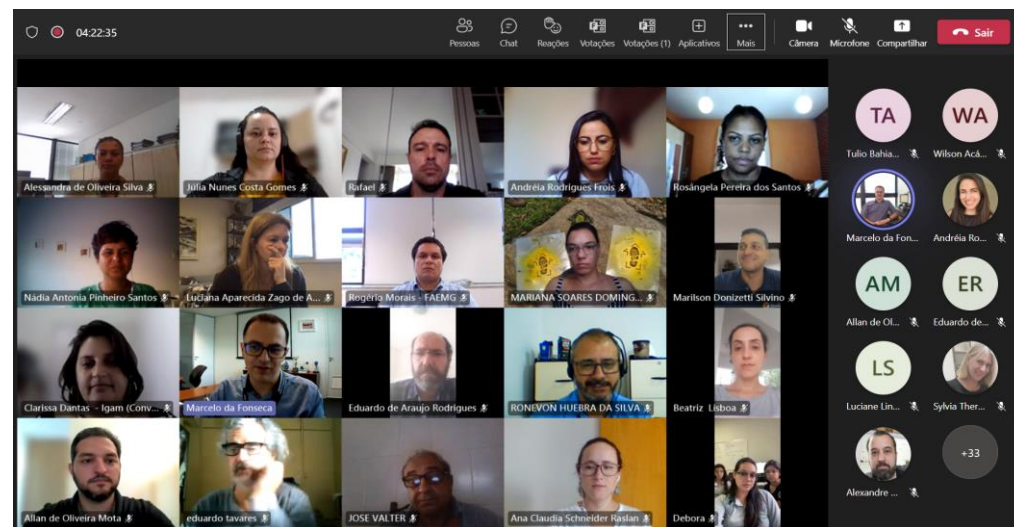 04:22:35
Pessoas Chat Reações Votações Votações (1) Aplicativos Mais Câmera Microfone Compartilhar Sair
Alessandra de Oliveira Silva Júlia Nunes Costa Gomes Rafael Andréia Rodrigues Frois Rosângela Pereira dos Santos
TA WA
Tulio Bahia... Wilson Acá...
Nádia Antonia Pinheiro Santos Luciana Aparecida Zago de A... Rogério Morais - FAEMG MARIANA SOARES DOMING... Marilson Donizetti Silvino
Marcelo da Fon... Andréia Ro...
AM ER
Allan de Ol... Eduardo de...
Clarissa Dantas - Igam (Conv... Marcelo da Fonseca Eduardo de Araujo Rodrigues RONEVON HUEBRA DA SILVA Beatriz Lisboa
LS
Luciane Lin... Sylvia Ther...
+33
Alexandre ...
Allan de Oliveira Mota eduardo tavares JOSE VALTER Ana Claudia Schneider Raslan Debora